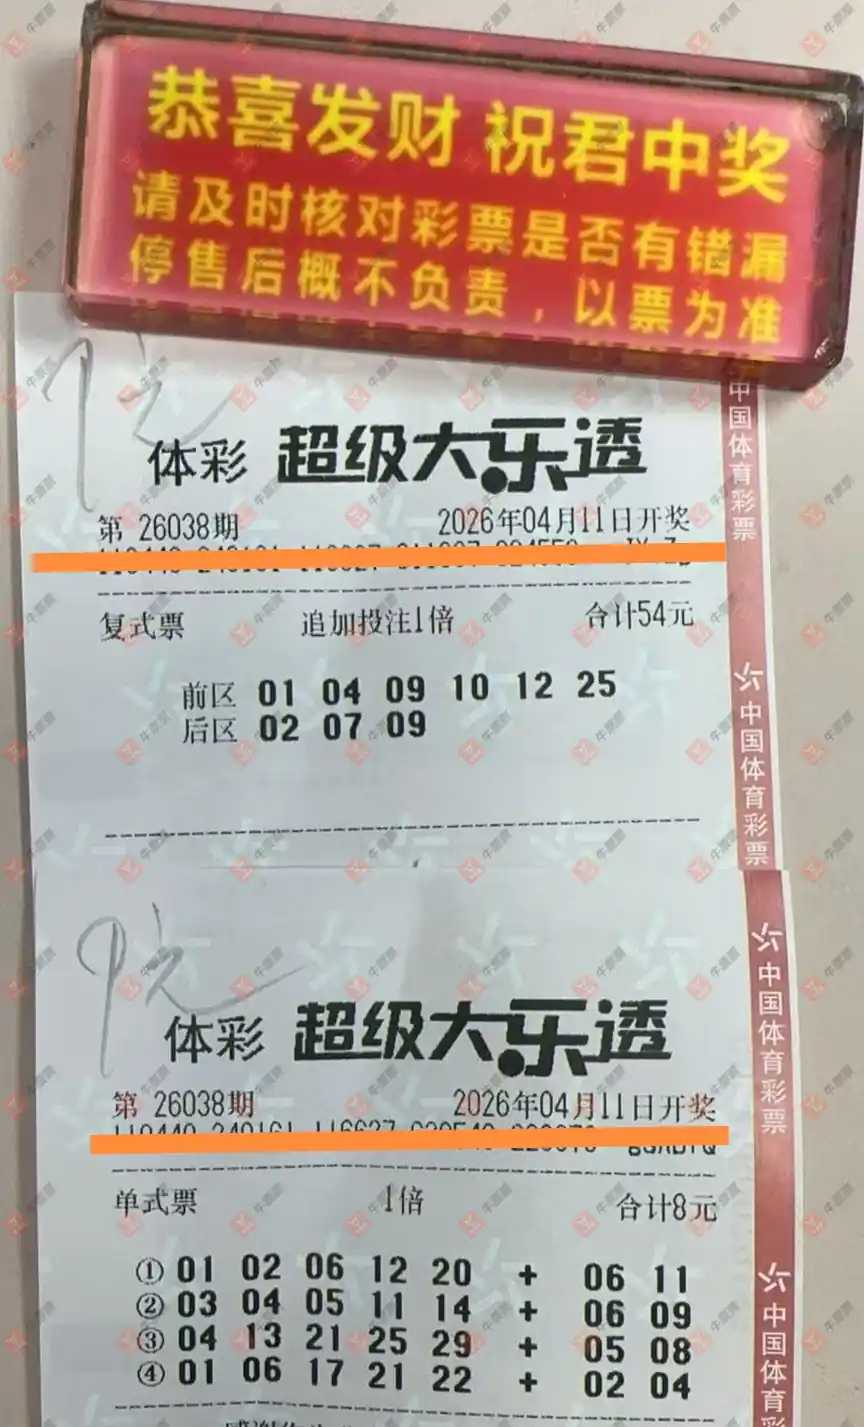 恭喜发财 祝君中奖
请及时核对彩票是否有错漏
停售后概不负责，以票为准
中国体育彩票
体彩 超级大乐透
第 26038期 2026年04月11日开奖
复式票 追加投注1倍 合计54元
前区 01 04 09 10 12 25
后区 02 07 09
中国体育彩票
中国体育彩票
体彩 超级大乐透
第 26038期 2026年04月11日开奖
单式票 1倍 合计8元
① 01 02 06 12 20 + 06 11
② 03 04 05 11 14 + 06 09
③ 04 13 21 25 29 + 05 08
④ 01 06 17 21 22 + 02 04
中国体育彩